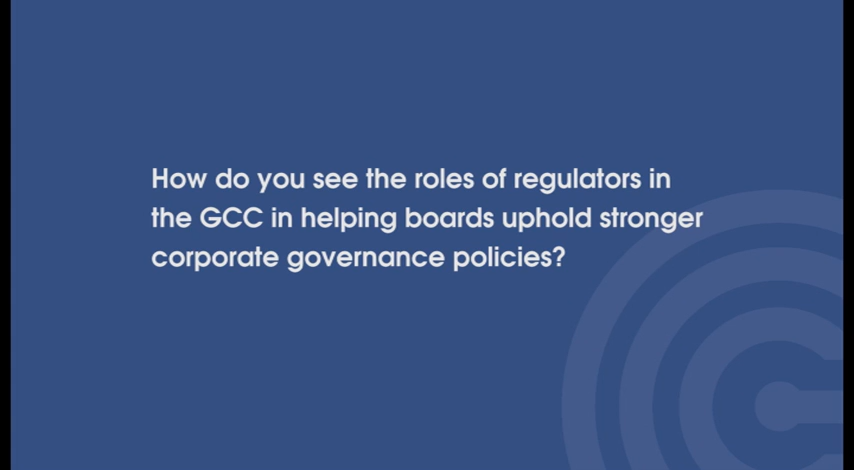 How do you see the roles of regulators in
the GCC in helping boards uphold stronger
corporate governance policies?